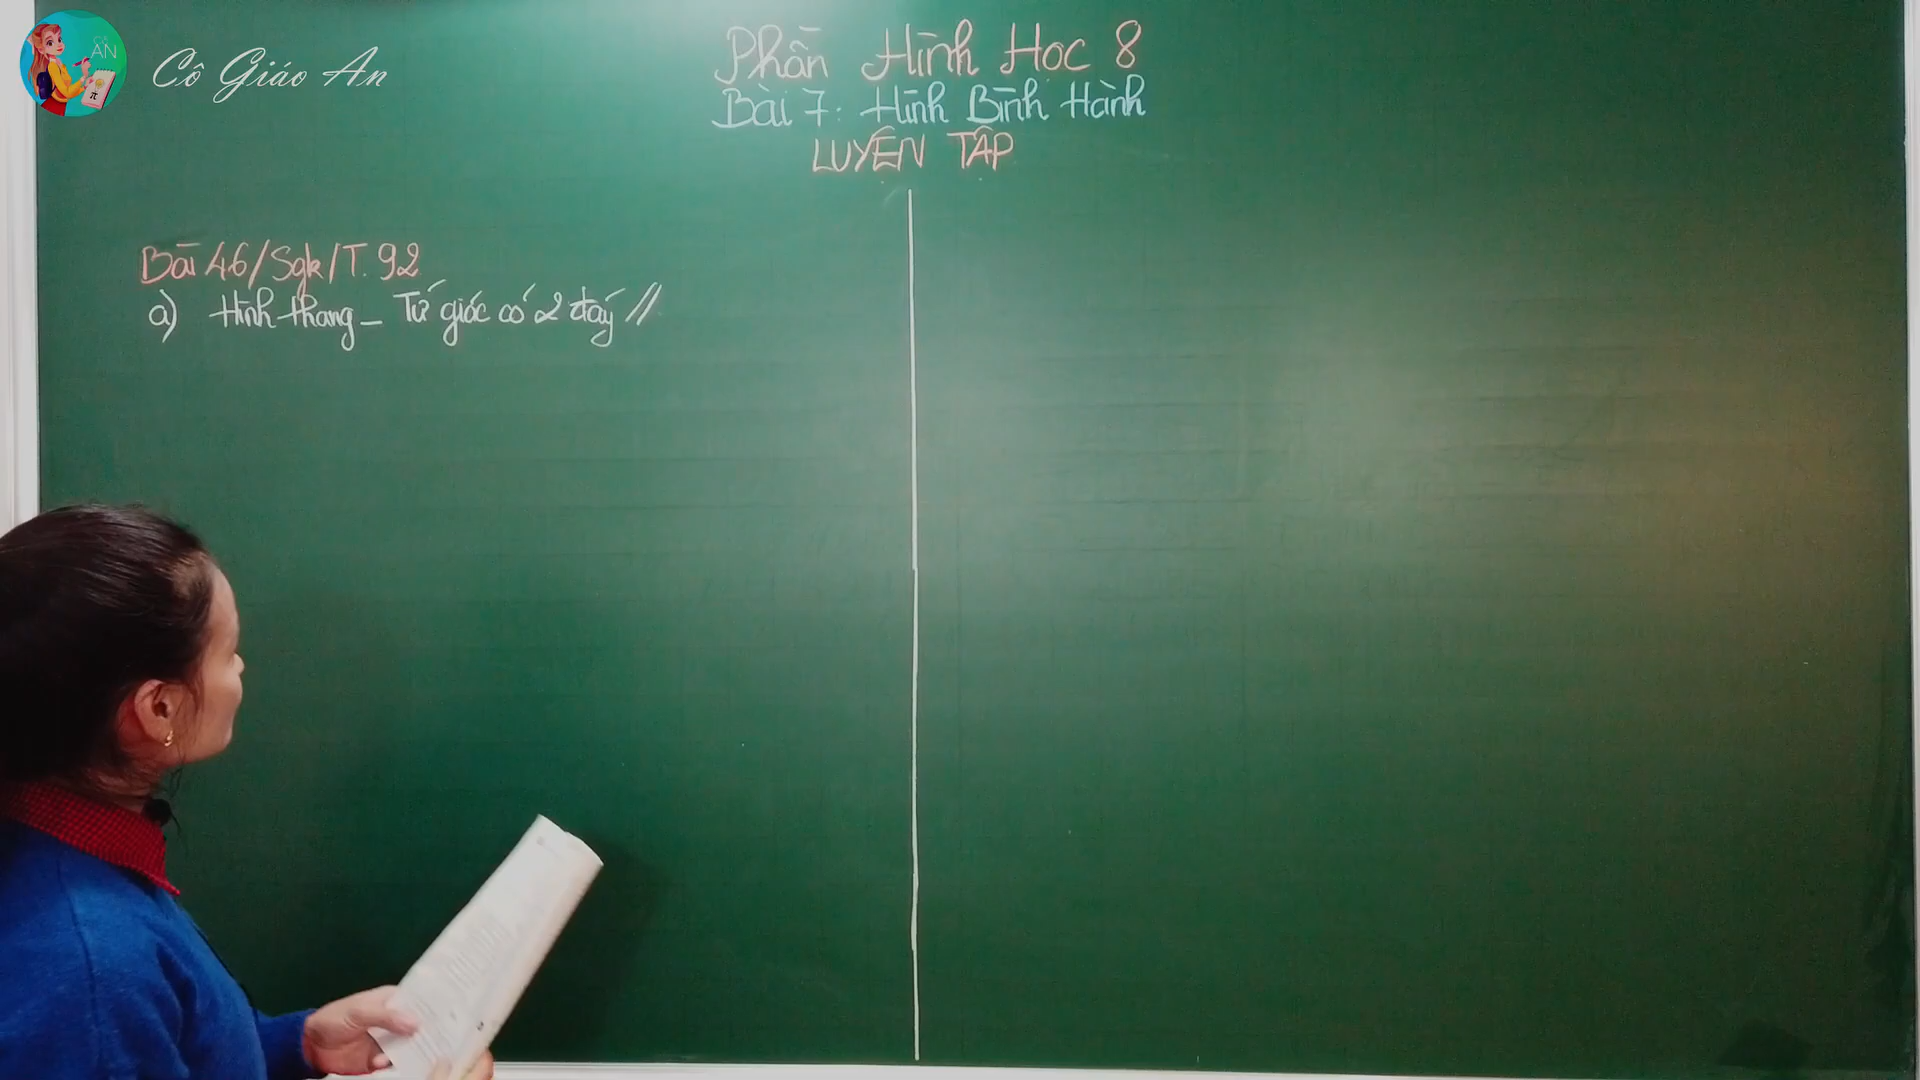 AN
Cô Giáo An
Phần Hình Học 8
Bài 7: Hình Bình Hành
LUYỆN TẬP
Bài 46/Sgk/T.92
a) Hình thang - Tứ giác có 2 đáy //